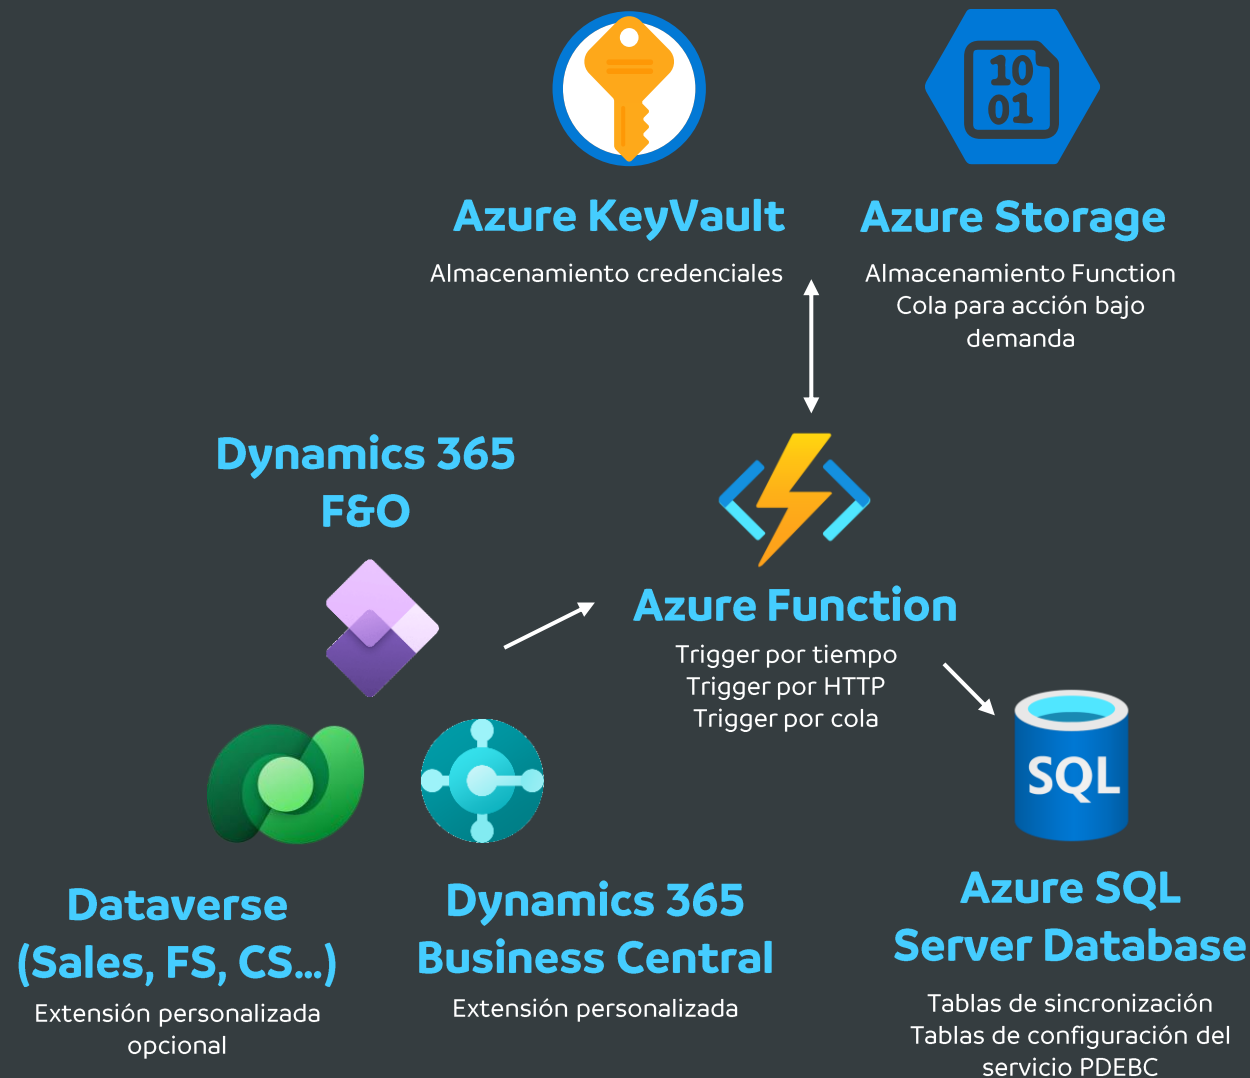 10
01
Azure KeyVault
Almacenamiento credenciales
Azure Storage
Almacenamiento Function
Cola para acción bajo
demanda
Dynamics 365
F&O
Azure Function
Trigger por tiempo
Trigger por HTTP
Trigger por cola
SQL
Dataverse
(Sales, FS, CS...)
Extensión personalizada
opcional
Dynamics 365
Business Central
Extensión personalizada
Azure SQL
Server Database
Tablas de sincronización
Tablas de configuración del
servicio PDEBC